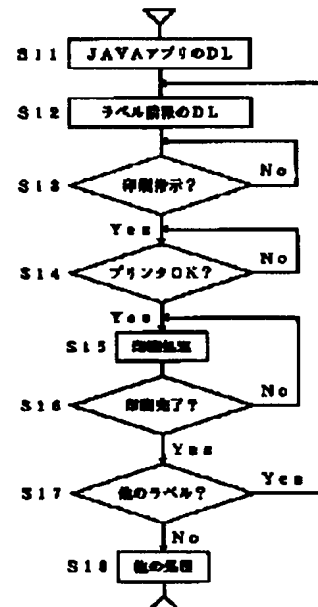 S11 JAVAアプリのDL
S12 ラベル情報のDL
No
S13 印刷指示?
Yes
No
S14 プリンタOK?
Yes
S15 印刷処理
No
S16 印刷完了?
Yes
S17 他のラベル? Yes
No
S18 他の処理